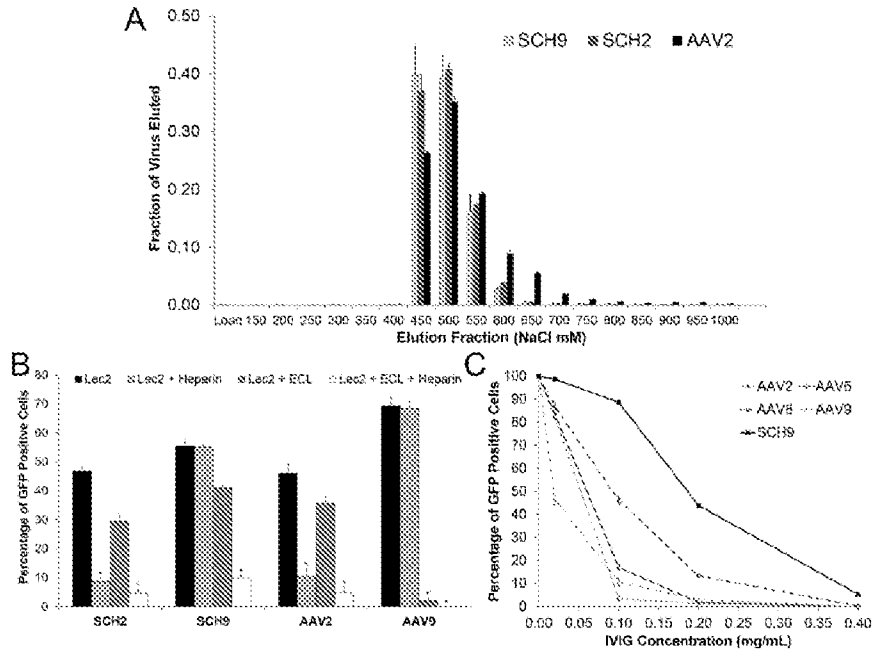 A
SCH9 SCH2 AAV2
0.40
0.30
0.20
0.10
0.00
Fraction of Virus Eluted
Load 150 200 250 300 350 400 450 500 550 600 650 700 750 800 850 900 950 1000
Elution Fraction (NaCl mM)
B
Lec2 Lec2 + Heparin Lec2 + ECL Lec2 + ECL + Heparin
80
70
60
50
40
30
20
10
0
Percentage of GFP Positive Cells
SCH2 SCH9 AAV2 AAV9
C
AAV2 AAV6
AAV8 AAV9
SCH9
100
90
80
70
60
50
40
30
20
10
0
Percentage of GFP Positive Cells
0.00 0.05 0.10 0.15 0.20 0.25 0.30 0.35 0.40
IVIG Concentration (mg/mL)